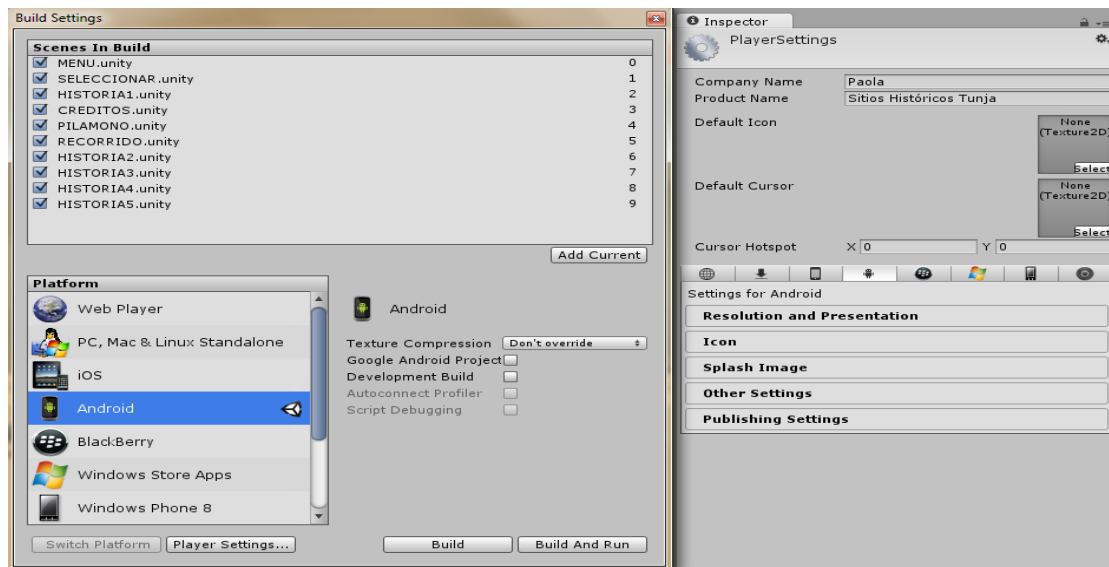 Build Settings
Scenes In Build
MENU.unity 0
SELECCIONAR.unity 1
HISTORIA1.unity 2
CREDITOS.unity 3
PILAMONO.unity 4
RECORRIDO.unity 5
HISTORIA2.unity 6
HISTORIA3.unity 7
HISTORIA4.unity 8
HISTORIA5.unity 9
Add Current
Platform
Web Player
PC, Mac & Linux Standalone
iOS
Android
BlackBerry
Windows Store Apps
Windows Phone 8
Android
Texture Compression Don't override
Google Android Project
Development Build
Autoconnect Profiler
Script Debugging
Switch Platform Player Settings... Build Build And Run
Inspector
PlayerSettings
Company Name Paola
Product Name Sitios Históricos Tunja
Default Icon None
(Texture2D)
Select
Default Cursor None
(Texture2D)
Select
Cursor Hotspot X 0 Y 0
Settings for Android
Resolution and Presentation
Icon
Splash Image
Other Settings
Publishing Settings